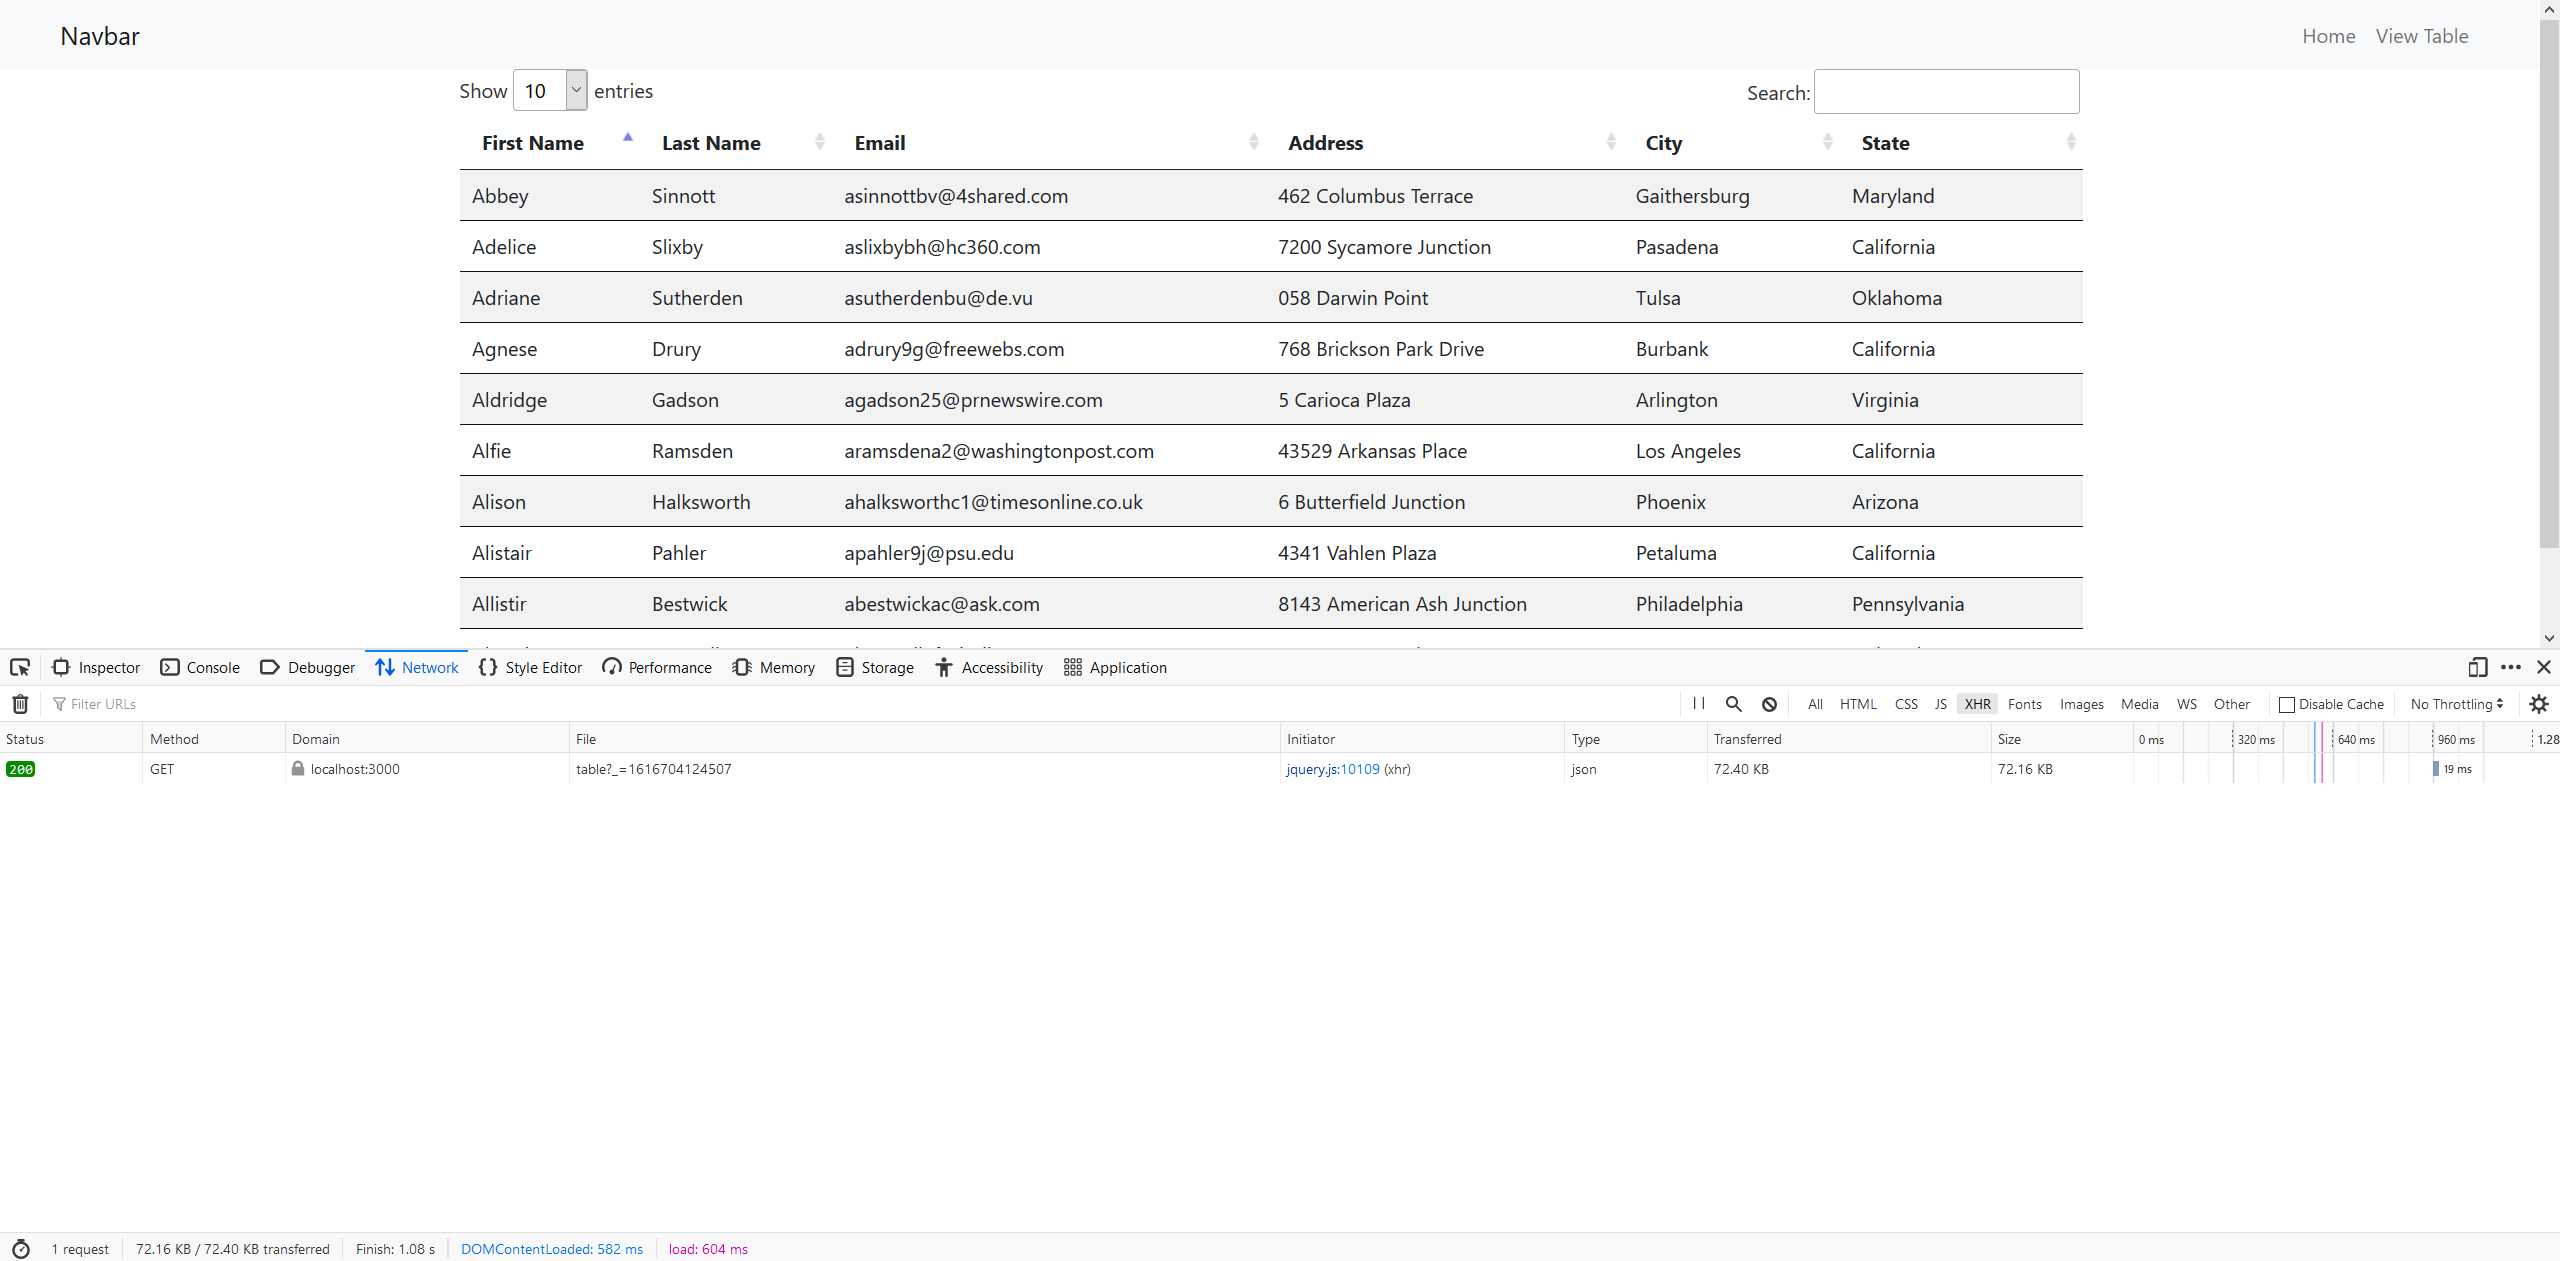 Navbar Home View Table
Show 10 entries Search:
First Name Last Name Email Address City State
Abbey Sinnott asinnottbv@4shared.com 462 Columbus Terrace Gaithersburg Maryland
Adelice Slixby aslixbybh@hc360.com 7200 Sycamore Junction Pasadena California
Adriane Sutherden asutherdenbu@de.vu 058 Darwin Point Tulsa Oklahoma
Agnese Drury adrury9g@freewebs.com 768 Brickson Park Drive Burbank California
Aldridge Gadson agadson25@prnewswire.com 5 Carioca Plaza Arlington Virginia
Alfie Ramsden aramsdena2@washingtonpost.com 43529 Arkansas Place Los Angeles California
Alison Halksworth ahalksworthc1@timesonline.co.uk 6 Butterfield Junction Phoenix Arizona
Alistair Pahler apahler9j@psu.edu 4341 Vahlen Plaza Petaluma California
Allistir Bestwick abestwickac@ask.com 8143 American Ash Junction Philadelphia Pennsylvania
Inspector Console Debugger Network Style Editor Performance Memory Storage Accessibility Application
Filter URLs All HTML CSS JS XHR Fonts Images Media WS Other Disable Cache No Throttling
Status Method Domain File Initiator Type Transferred Size 0 ms 320 ms 640 ms 960 ms 1.28
200 GET localhost:3000 table?_=1616704124507 jquery.js:10109 (xhr) json 72.40 KB 72.16 KB 19 ms
1 request 72.16 KB / 72.40 KB transferred Finish: 1.08 s DOMContentLoaded: 582 ms load: 604 ms